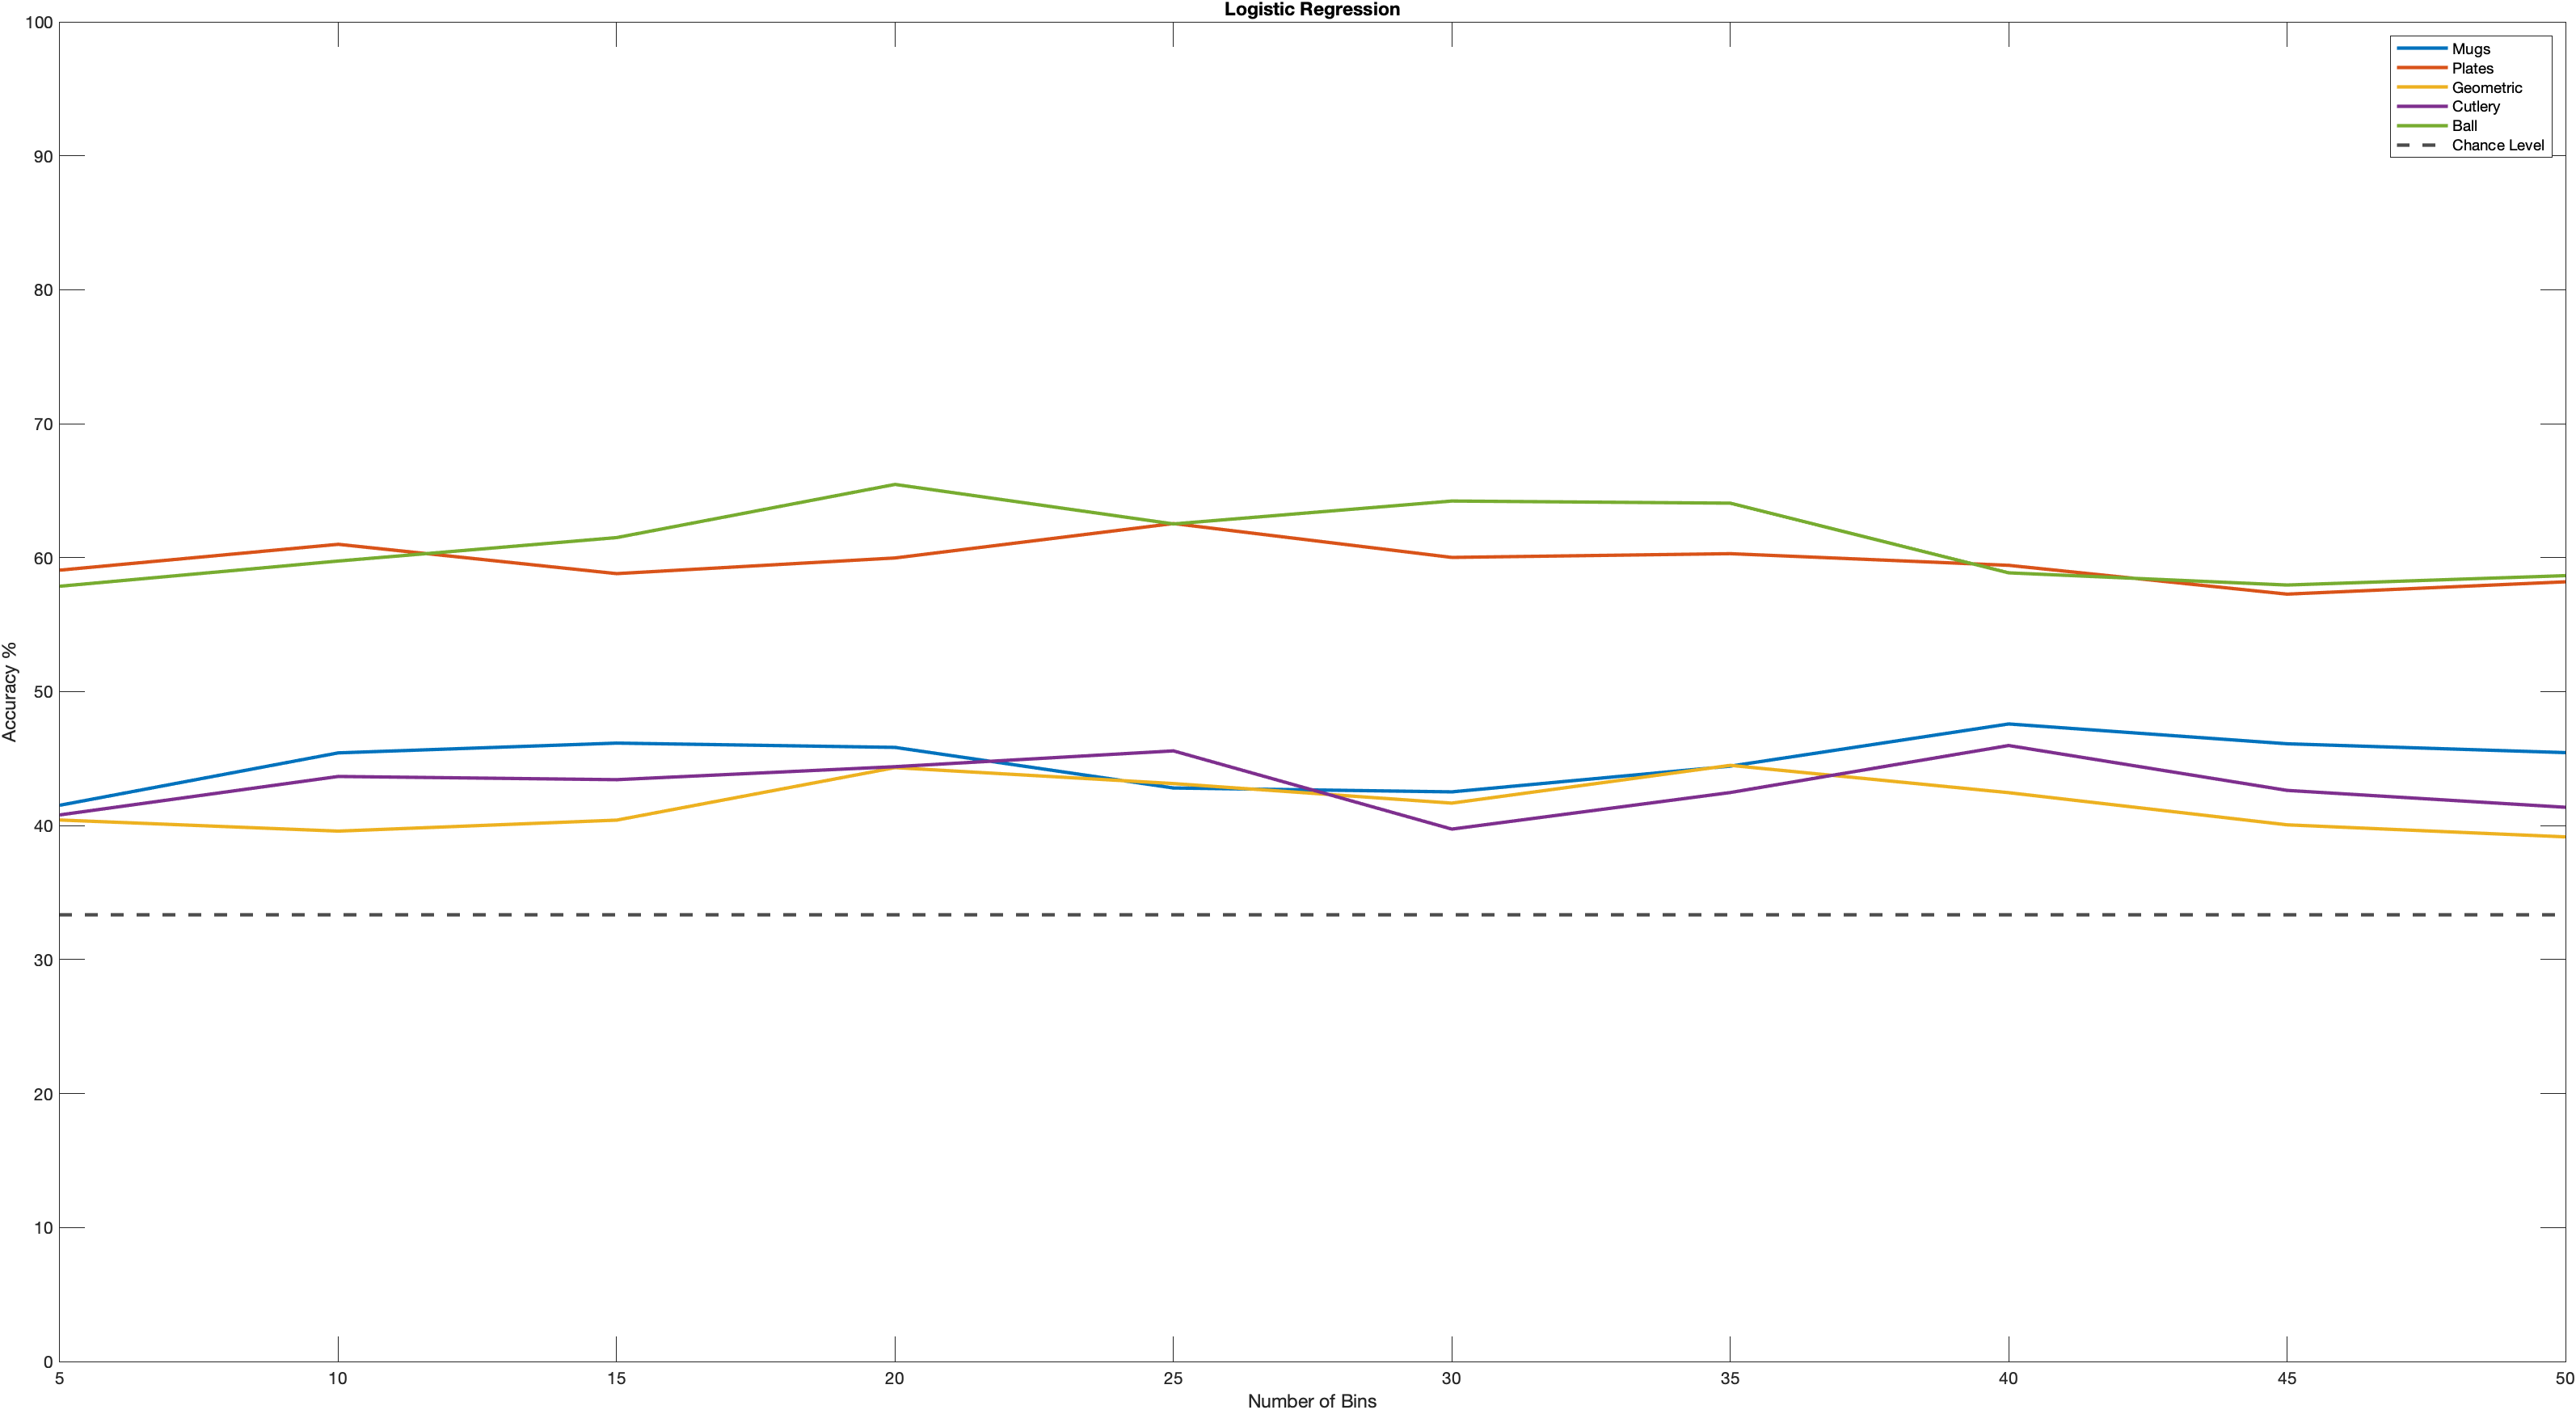 Logistic Regression
100
90
80
70
60
50
40
30
20
10
0
Accuracy %
Mugs
Plates
Geometric
Cutlery
Ball
Chance Level
5 10 15 20 25 30 35 40 45 50
Number of Bins